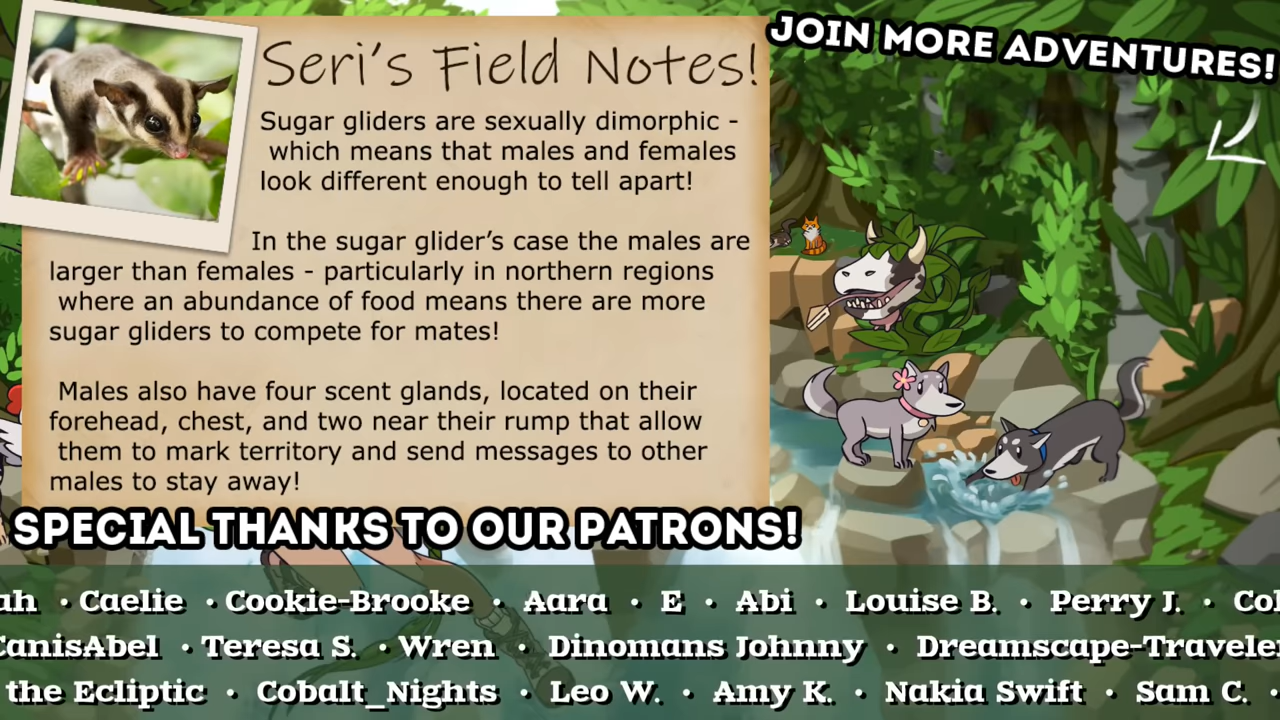 Seri's Field Notes!
JOIN MORE ADVENTURES!
Sugar gliders are sexually dimorphic -
which means that males and females
look different enough to tell apart!
In the sugar glider's case the males are
larger than females - particularly in northern regions
where an abundance of food means there are more
sugar gliders to compete for mates!
Males also have four scent glands, located on their
forehead, chest, and two near their rump that allow
them to mark territory and send messages to other
males to stay away!
SPECIAL THANKS TO OUR PATRONS!
ah · Caelie · Cookie-Brooke · Aara · E · Abi · Louise B. · Perry J. ·
CanisAbel · Teresa S. · Wren · Dinomans Johnny · Dreamscape-Traveler
the Ecliptic · Cobalt_Nights · Leo W. · Amy K. · Nakia Swift · Sam C. ·